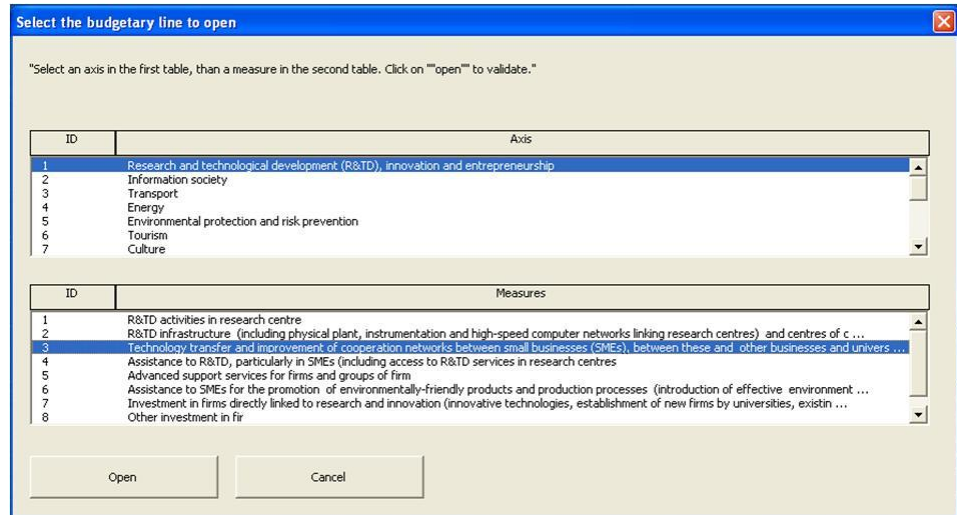 Select the budgetary line to open
"Select an axis in the first table, than a measure in the second table. Click on ""open"" to validate."
ID Axis
1 Research and technological development (R&TD), innovation and entrepreneurship
2 Information society
3 Transport
4 Energy
5 Environmental protection and risk prevention
6 Tourism
7 Culture
ID Measures
1 R&TD activities in research centre
2 R&TD infrastructure (including physical plant, instrumentation and high-speed computer networks linking research centres) and centres of c ...
3 Technology transfer and improvement of cooperation networks between small businesses (SMEs), between these and other businesses and univers ...
4 Assistance to R&TD, particularly in SMEs (including access to R&TD services in research centres
5 Advanced support services for firms and groups of firm
6 Assistance to SMEs for the promotion of environmentally-friendly products and production processes (introduction of effective environment ...
7 Investment in firms directly linked to research and innovation (innovative technologies, establishment of new firms by universities, existin ...
8 Other investment in fir
Open Cancel